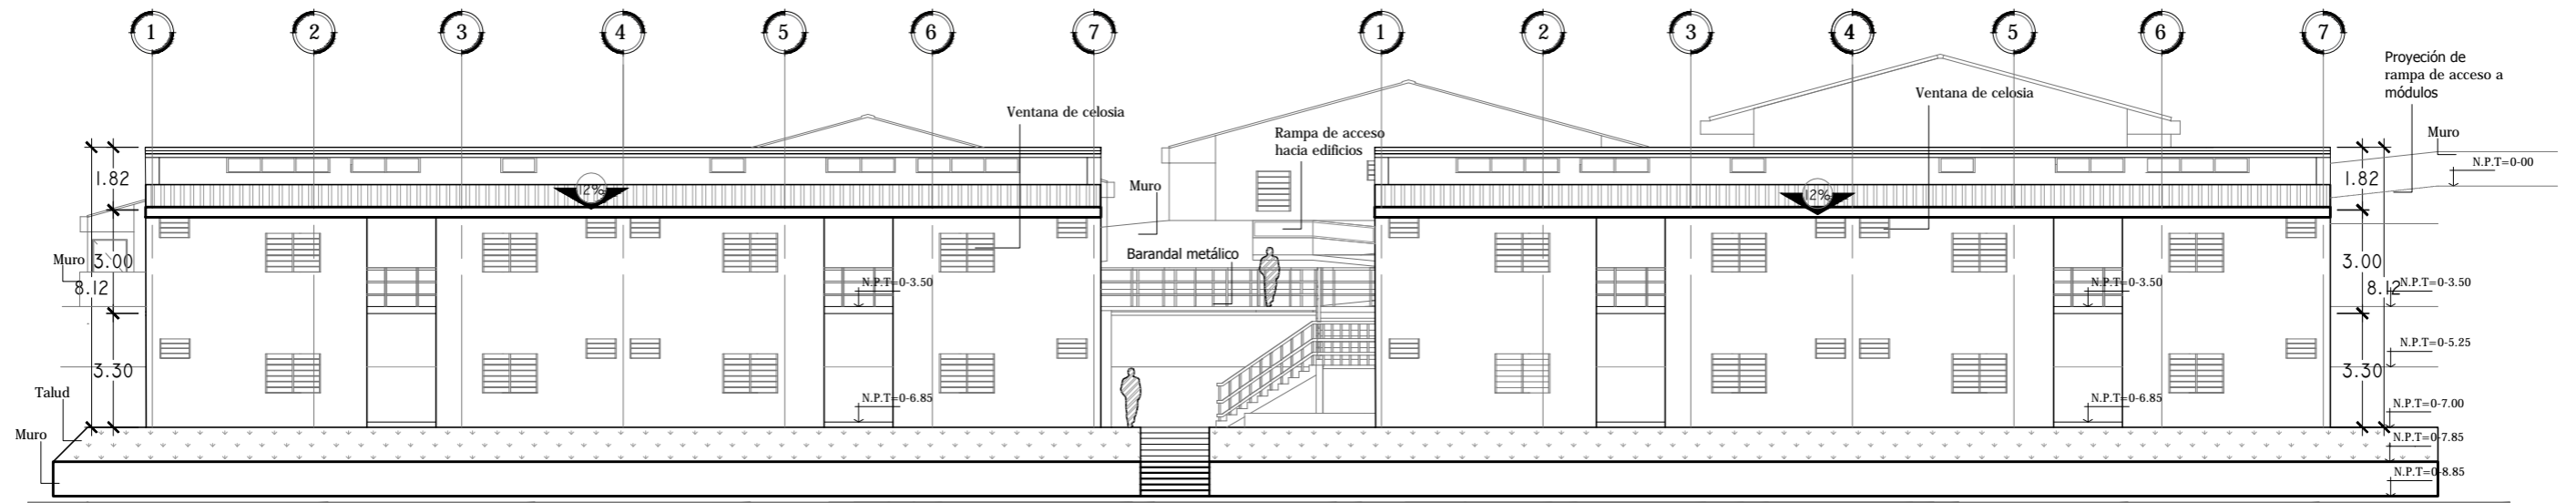 1 2 3 4 5 6 7 1 2 3 4 5 6 7
Proyeción de
rampa de acceso a
módulos
Ventana de celosia
Ventana de celosia
Rampa de acceso
hacia edificios
Muro
N.P.T=0-00
1.82
1.82
12%
12%
Muro
Barandal metálico
Muro
3.00
8.12
3.00
8.12
N.P.T=0-3.50
N.P.T=0-3.50
N.P.T=0-3.50
N.P.T=0-5.25
3.30
3.30
Talud
N.P.T=0-6.85
N.P.T=0-6.85
N.P.T=0-7.00
Muro
N.P.T=0-7.85
N.P.T=0-8.85